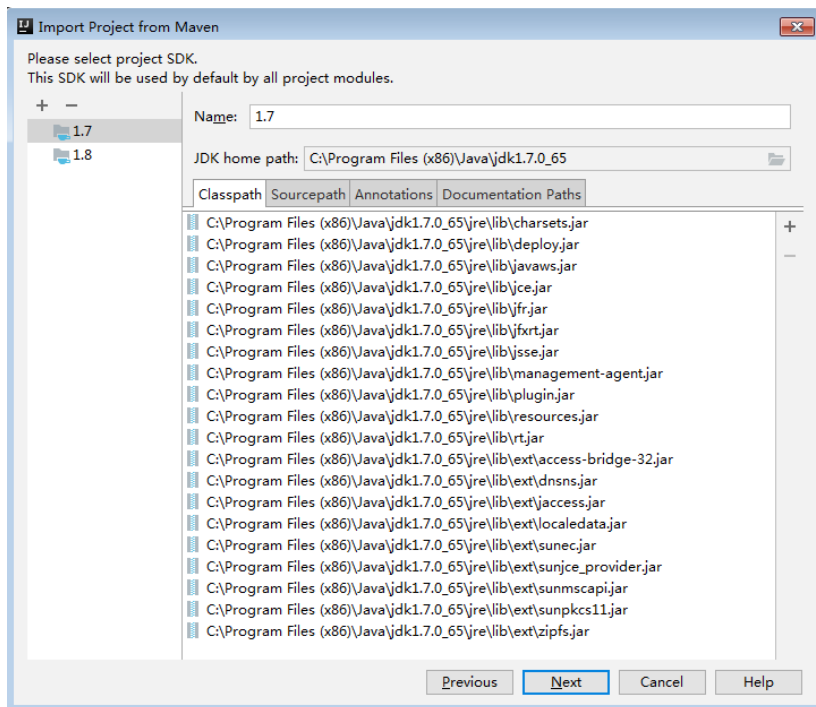 Import Project from Maven
Please select project SDK.
This SDK will be used by default by all project modules.
1.7
1.8
Name: 1.7
JDK home path: C:\Program Files (x86)\Java\jdk1.7.0_65
Classpath Sourcepath Annotations Documentation Paths
C:\Program Files (x86)\Java\jdk1.7.0_65\jre\lib\charsets.jar
C:\Program Files (x86)\Java\jdk1.7.0_65\jre\lib\deploy.jar
C:\Program Files (x86)\Java\jdk1.7.0_65\jre\lib\javaws.jar
C:\Program Files (x86)\Java\jdk1.7.0_65\jre\lib\jce.jar
C:\Program Files (x86)\Java\jdk1.7.0_65\jre\lib\jfr.jar
C:\Program Files (x86)\Java\jdk1.7.0_65\jre\lib\jfxrt.jar
C:\Program Files (x86)\Java\jdk1.7.0_65\jre\lib\jsse.jar
C:\Program Files (x86)\Java\jdk1.7.0_65\jre\lib\management-agent.jar
C:\Program Files (x86)\Java\jdk1.7.0_65\jre\lib\plugin.jar
C:\Program Files (x86)\Java\jdk1.7.0_65\jre\lib\resources.jar
C:\Program Files (x86)\Java\jdk1.7.0_65\jre\lib\rt.jar
C:\Program Files (x86)\Java\jdk1.7.0_65\jre\lib\ext\access-bridge-32.jar
C:\Program Files (x86)\Java\jdk1.7.0_65\jre\lib\ext\dnsns.jar
C:\Program Files (x86)\Java\jdk1.7.0_65\jre\lib\ext\jaccess.jar
C:\Program Files (x86)\Java\jdk1.7.0_65\jre\lib\ext\localedata.jar
C:\Program Files (x86)\Java\jdk1.7.0_65\jre\lib\ext\sunec.jar
C:\Program Files (x86)\Java\jdk1.7.0_65\jre\lib\ext\sunjce_provider.jar
C:\Program Files (x86)\Java\jdk1.7.0_65\jre\lib\ext\sunmscapi.jar
C:\Program Files (x86)\Java\jdk1.7.0_65\jre\lib\ext\sunpkcs11.jar
C:\Program Files (x86)\Java\jdk1.7.0_65\jre\lib\ext\zipfs.jar
Previous Next Cancel Help